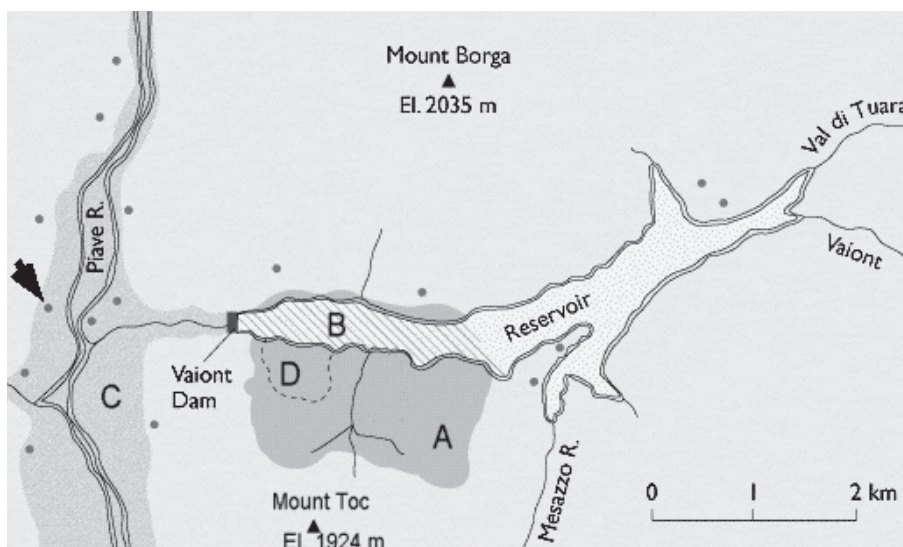 Mount Borga
El. 2035 m
Val di Tuara
Piave R.
Vaiont
Reservoir
B
Vaiont
Dam
D
C
A
Mesazzo R.
0 1 2 km
Mount Toc
El. 1924 m